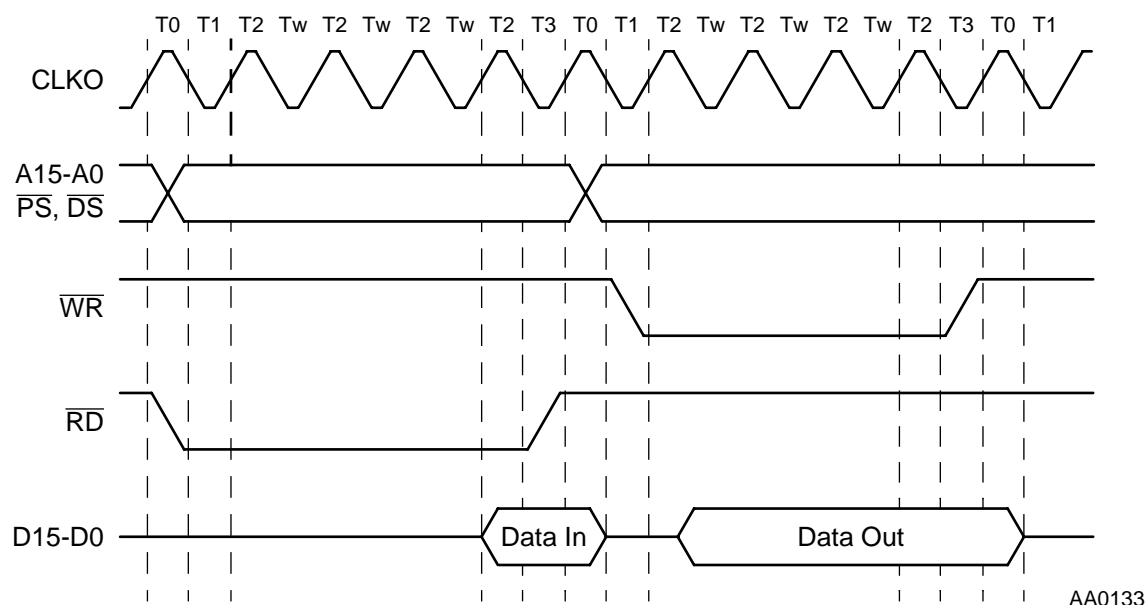 T0 T1 T2 Tw T2 Tw T2 Tw T2 T3 T0 T1 T2 Tw T2 Tw T2 Tw T2 T3 T0 T1
CLKO
A15-A0
PS, DS
WR
RD
D15-D0 Data In Data Out
AA0133